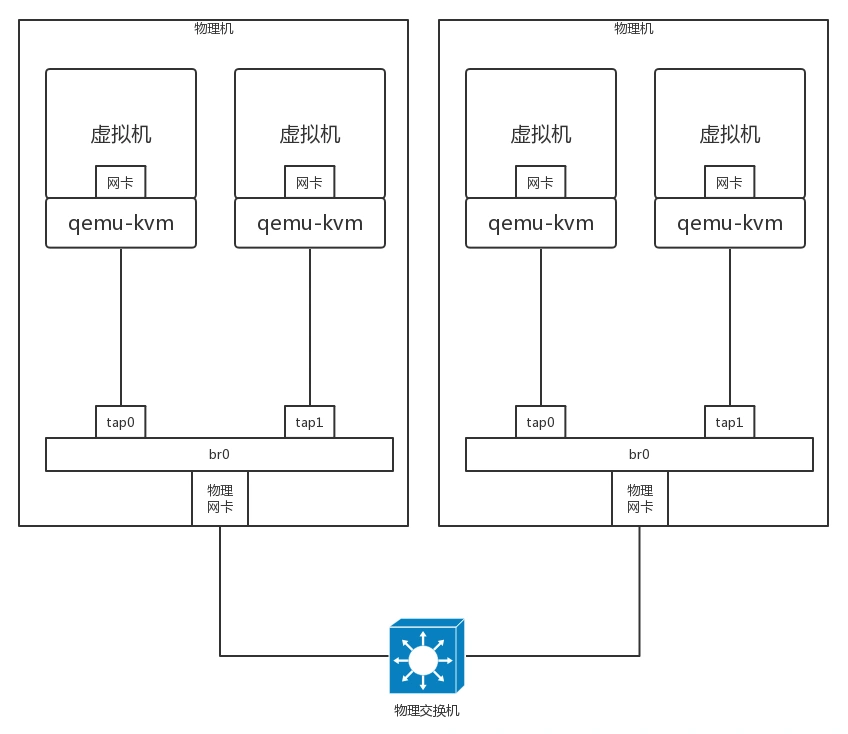 物理机
物理机
虚拟机
虚拟机
虚拟机
虚拟机
网卡
网卡
网卡
网卡
qemu-kvm
qemu-kvm
qemu-kvm
qemu-kvm
tap0
tap1
tap0
tap1
br0
br0
物理
网卡
物理
网卡
物理交换机